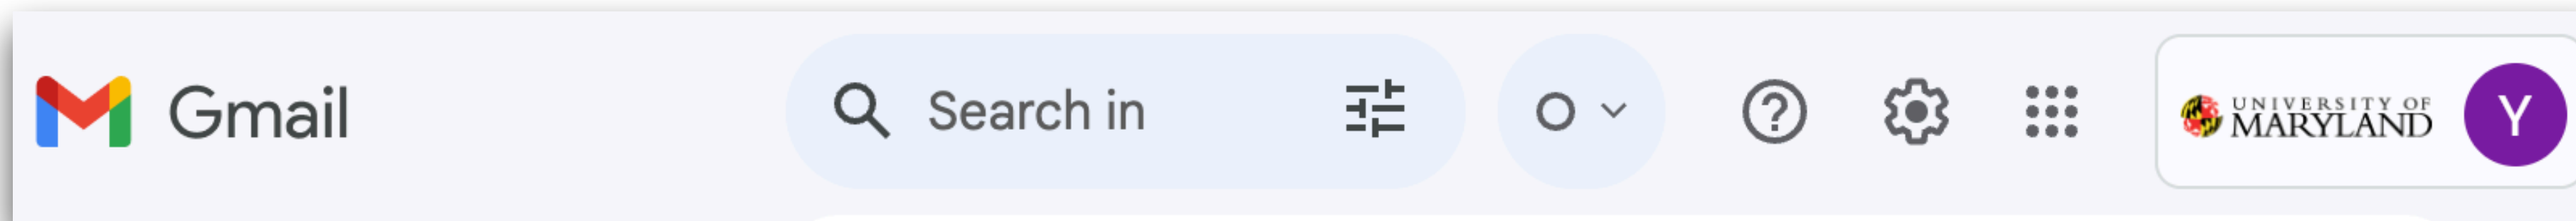 Gmail
Search in
UNIVERSITY OF
MARYLAND
Y